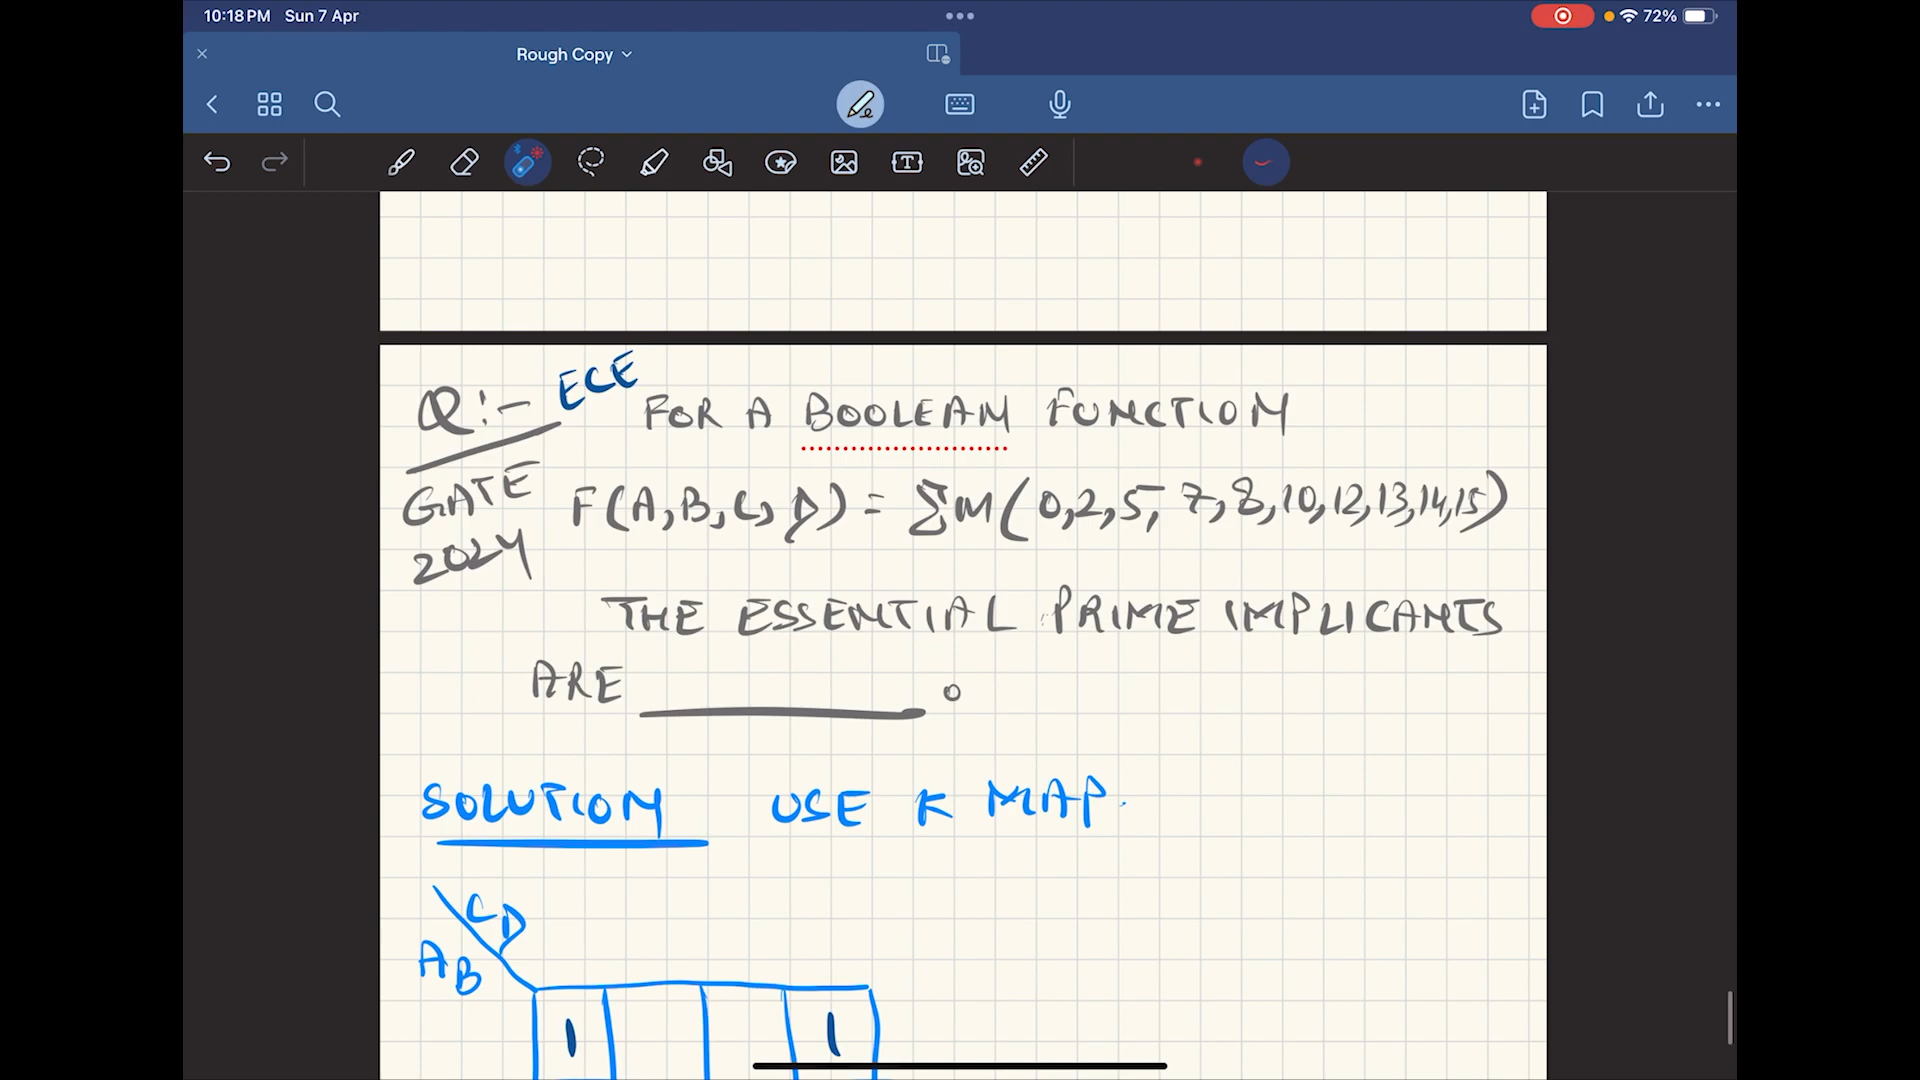 10:18 PM Sun 7 Apr
72%
Rough Copy
Q:- ECE FOR A BOOLEAN FUNCTION
GATE 2024
F(A,B,C,D) = ΣM(0,2,5,7,8,10,12,13,14,15)
THE ESSENTIAL PRIME IMPLICANTS
ARE ________ .
SOLUTION USE K MAP.
CD
AB
1 1